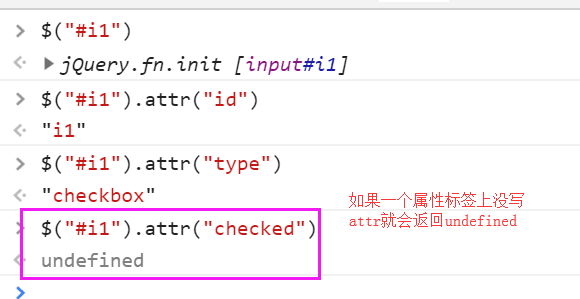 > $("#i1")
<· ▶ jQuery.fn.init [input#i1]
> $("#i1").attr("id")
<· "i1"
> $("#i1").attr("type")
<· "checkbox"
如果一个属性标签上没写
> $("#i1").attr("checked")
attr就会返回undefined
<· undefined
>